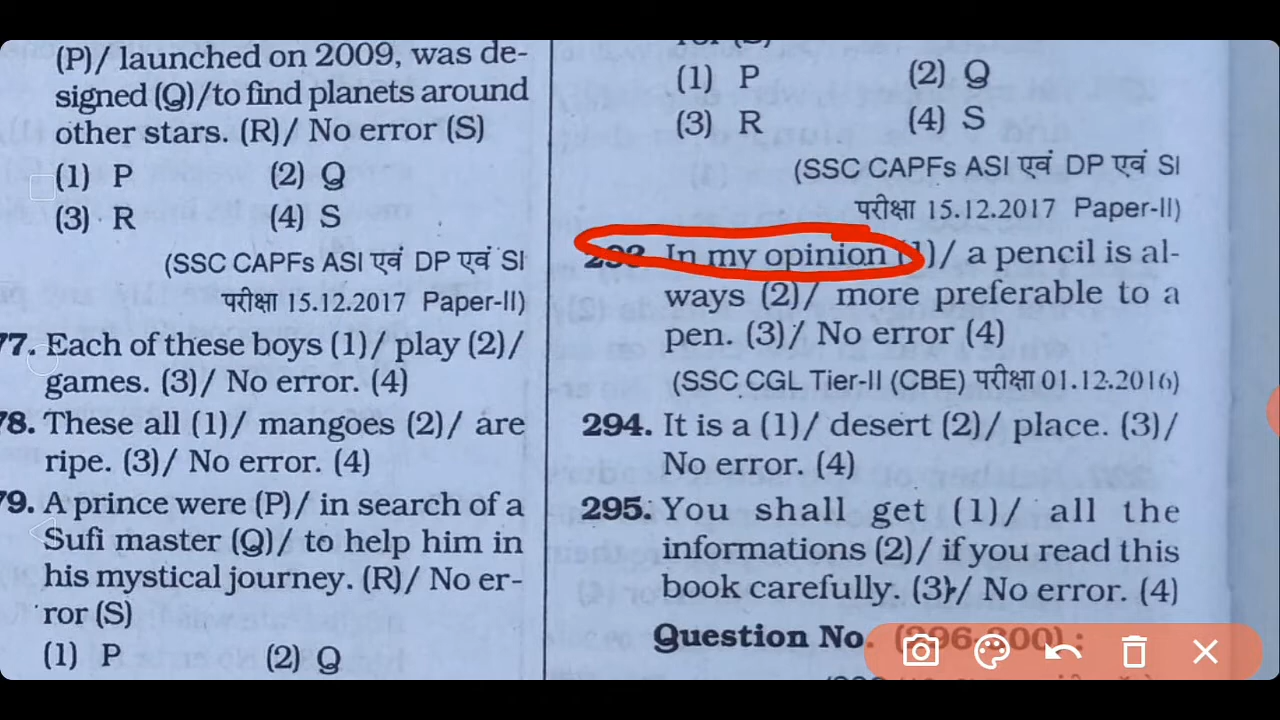 (P)/ launched on 2009, was de-
signed (Q)/to find planets around
other stars. (R)/ No error (S)
(1) P (2) Q
(3) R (4) S
(SSC CAPFs ASI एवं DP एवं SI
परीक्षा 15.12.2017 Paper-II)
77. Each of these boys (1)/ play (2)/
games. (3)/ No error. (4)
78. These all (1)/ mangoes (2)/ are
ripe. (3)/ No error. (4)
79. A prince were (P)/ in search of a
Sufi master (Q)/ to help him in
his mystical journey. (R)/ No er-
ror (S)
(1) P (2) Q
(1) P (2) Q
(3) R (4) S
(SSC CAPFs ASI एवं DP एवं SI
परीक्षा 15.12.2017 Paper-II)
293. In my opinion (1)/ a pencil is al-
ways (2)/ more preferable to a
pen. (3)/ No error (4)
(SSC CGL Tier-II (CBE) परीक्षा 01.12.2016)
294. It is a (1)/ desert (2)/ place. (3)/
No error. (4)
295. You shall get (1)/ all the
informations (2)/ if you read this
book carefully. (3)/ No error. (4)
Question No. (296-300) :